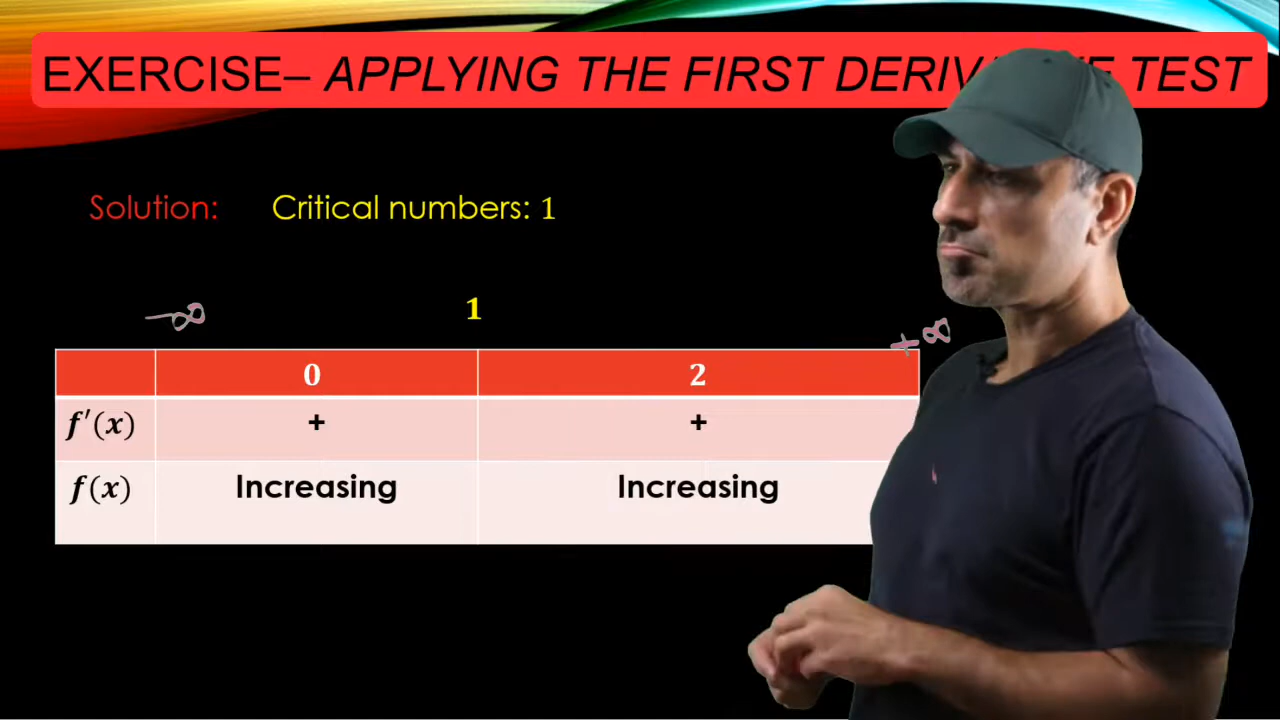 EXERCISE– APPLYING THE FIRST DERIV E TEST
Solution: Critical numbers: 1
−∞ 1 +∞
0 2
f′(x) + +
f(x) Increasing Increasing